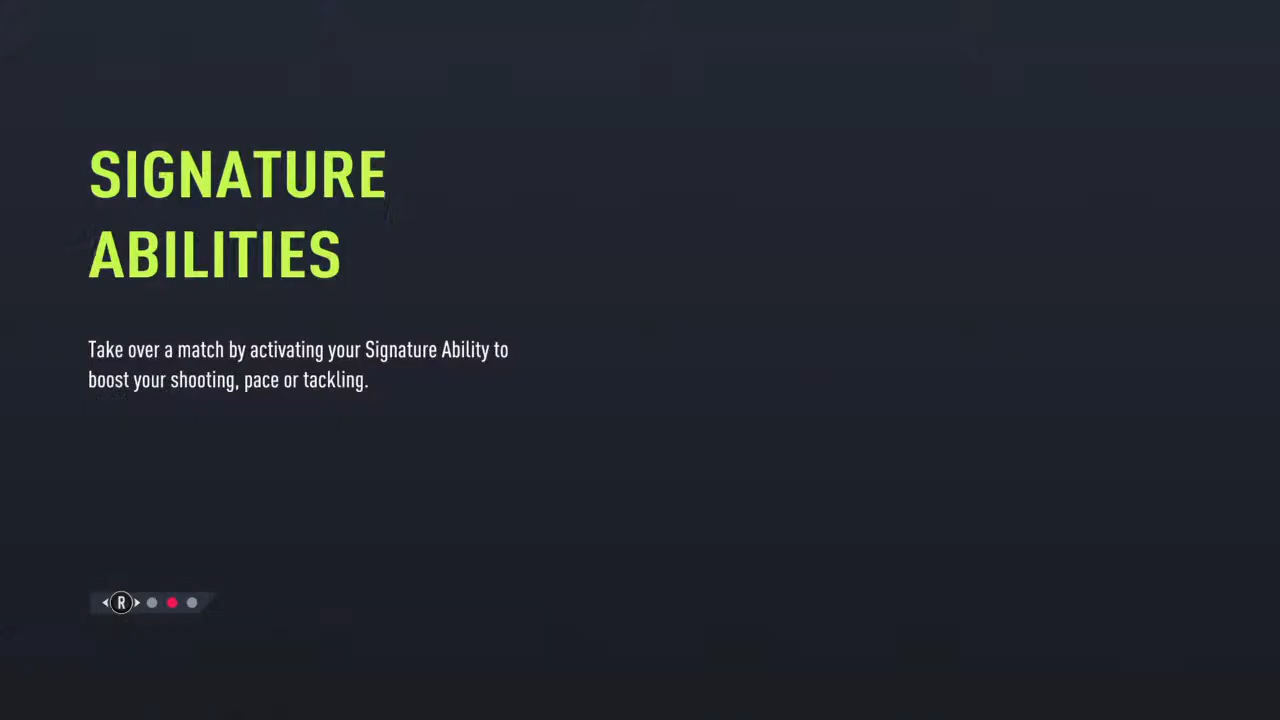 SIGNATURE
ABILITIES
Take over a match by activating your Signature Ability to
boost your shooting, pace or tackling.
R